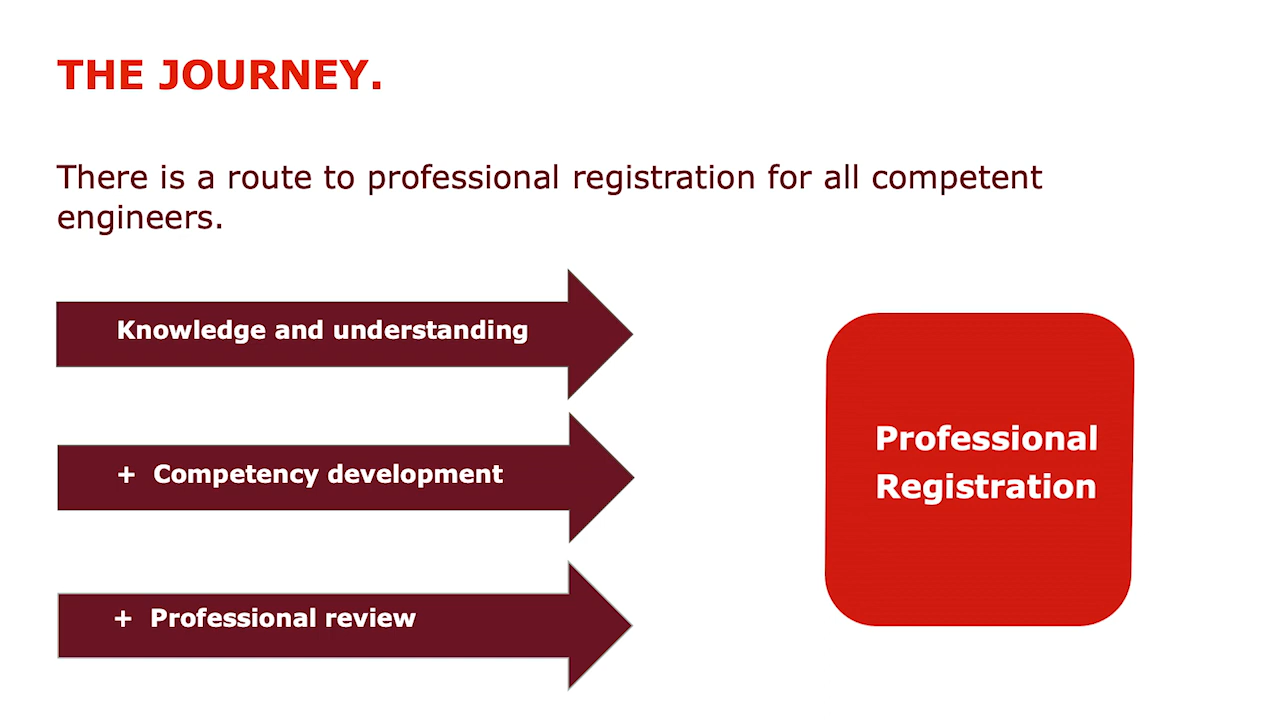 THE JOURNEY.
There is a route to professional registration for all competent
engineers.
Knowledge and understanding
+ Competency development
+ Professional review
Professional
Registration